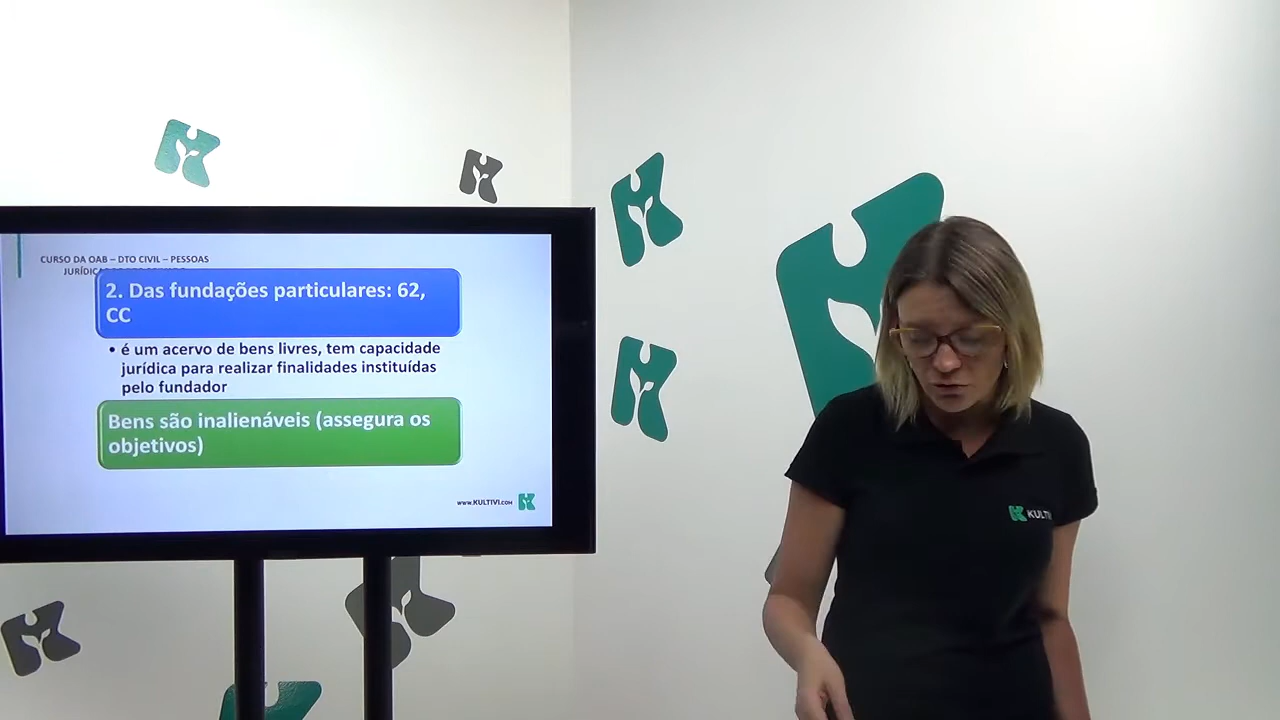 CURSO DA OAB – DTO CIVIL – PESSOAS
2. Das fundações particulares: 62,
CC
• é um acervo de bens livres, tem capacidade
jurídica para realizar finalidades instituídas
pelo fundador
Bens são inalienáveis (assegura os
objetivos)
WWW.KULTIVI.COM